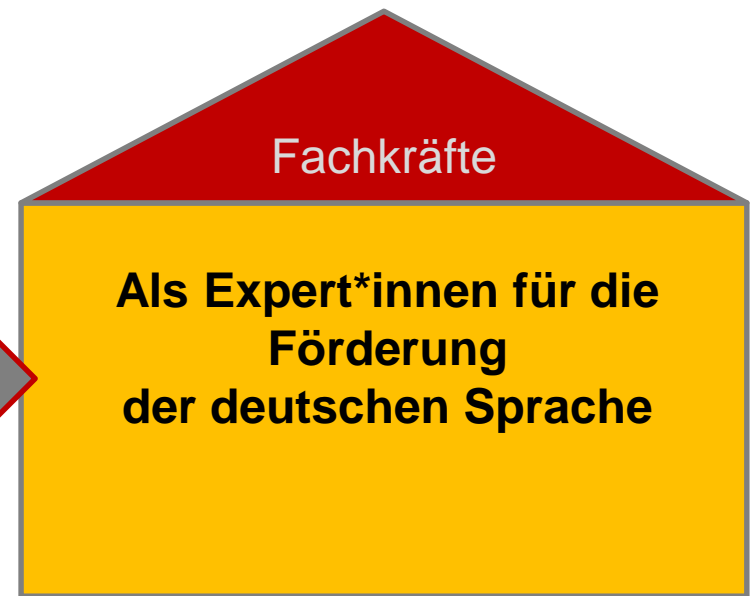 Fachkräfte
Als Expert*innen für die
Förderung
der deutschen Sprache